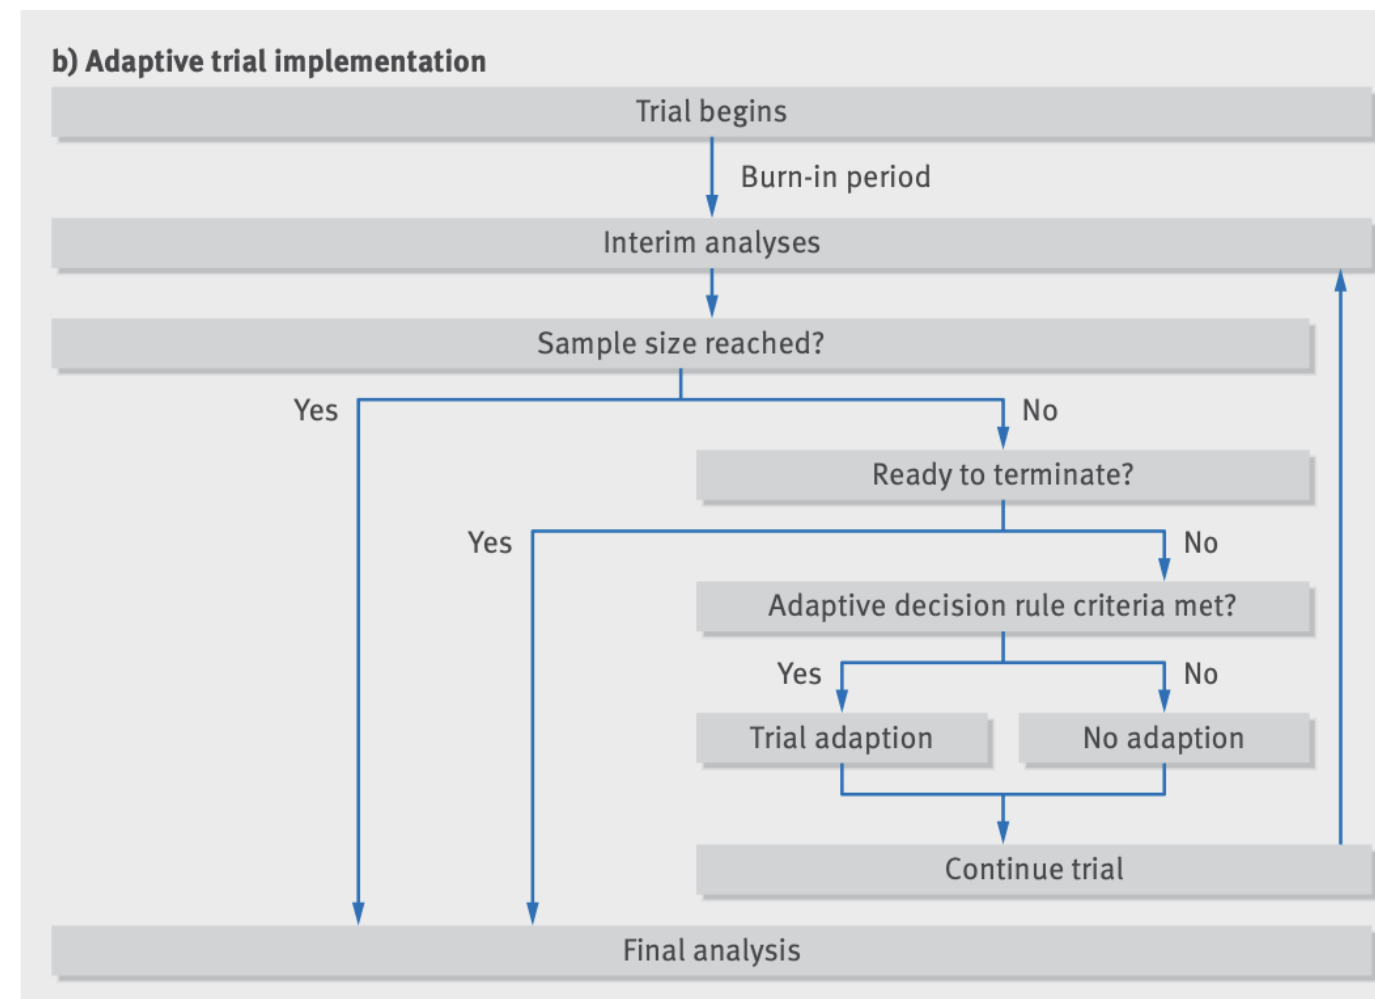 b) Adaptive trial implementation
Trial begins
Burn-in period
Interim analyses
Sample size reached?
Yes
No
Ready to terminate?
Yes
No
Adaptive decision rule criteria met?
Yes
No
Trial adaption
No adaption
Continue trial
Final analysis